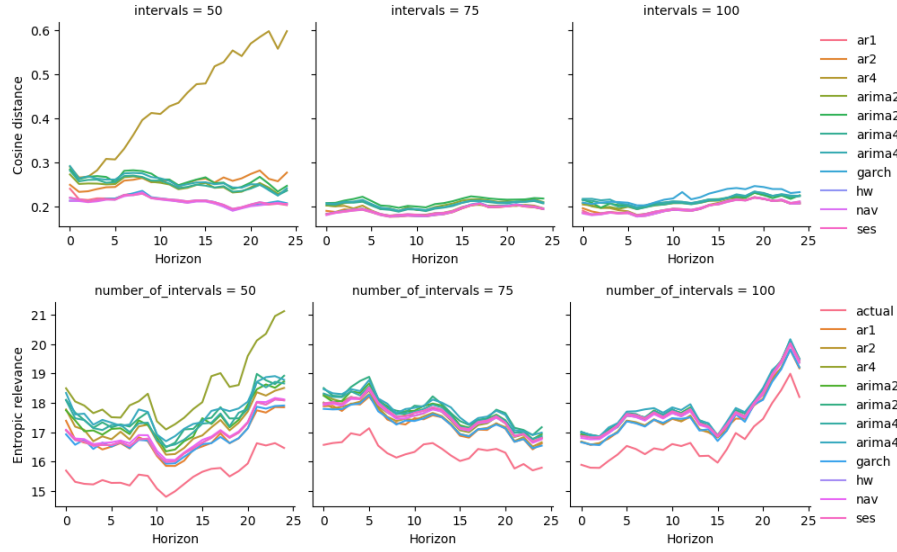 intervals = 50
intervals = 75
intervals = 100
Cosine distance
0.6
0.5
0.4
0.3
0.2
0 5 10 15 20 25
0 5 10 15 20 25
0 5 10 15 20 25
Horizon
Horizon
Horizon
ar1
ar2
ar4
arima2
arima2
arima4
arima4
garch
hw
nav
ses
number_of_intervals = 50
number_of_intervals = 75
number_of_intervals = 100
Entropic relevance
21
20
19
18
17
16
15
0 5 10 15 20 25
0 5 10 15 20 25
0 5 10 15 20 25
Horizon
Horizon
Horizon
actual
ar1
ar2
ar4
arima2
arima2
arima4
arima4
garch
hw
nav
ses